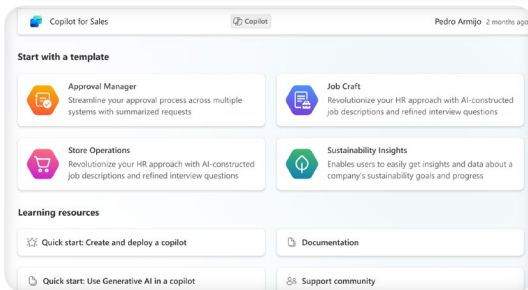 Copilot for Sales
Copilot
Pedro Armijo 2 months ago
Start with a template
Approval Manager
Streamline your approval process across multiple
systems with summarized requests
Job Craft
Revolutionize your HR approach with AI-constructed
job descriptions and refined interview questions
Store Operations
Revolutionize your HR approach with AI-constructed
job descriptions and refined interview questions
Sustainability Insights
Enables users to easily get insights and data about a
company's sustainability goals and progress
Learning resources
Quick start: Create and deploy a copilot
Documentation
Quick start: Use Generative AI in a copilot
Support community